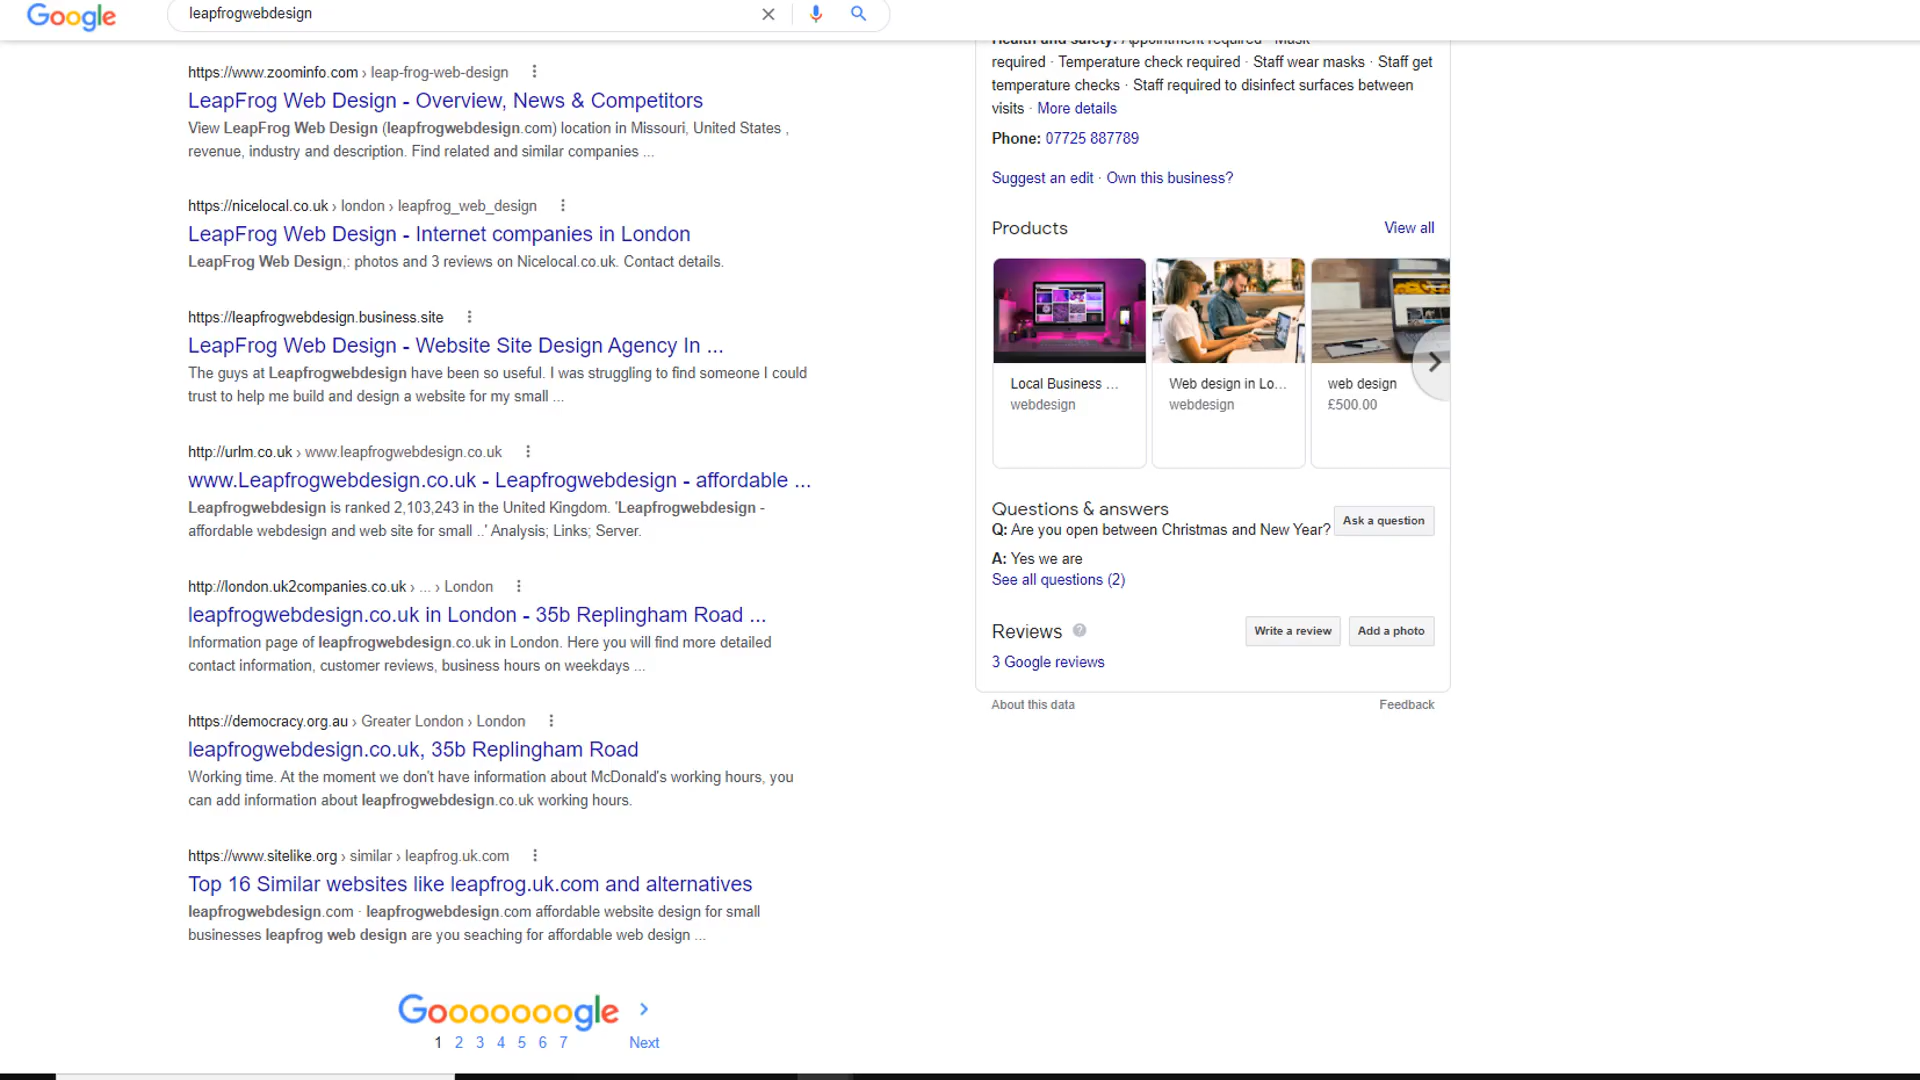 Google
leapfrogwebdesign
https://www.zoominfo.com › leap-frog-web-design
LeapFrog Web Design - Overview, News & Competitors
View LeapFrog Web Design (leapfrogwebdesign.com) location in Missouri, United States ,
revenue, industry and description. Find related and similar companies ...
https://nicelocal.co.uk › london › leapfrog_web_design
LeapFrog Web Design - Internet companies in London
LeapFrog Web Design,: photos and 3 reviews on Nicelocal.co.uk. Contact details.
https://leapfrogwebdesign.business.site
LeapFrog Web Design - Website Site Design Agency In ...
The guys at Leapfrogwebdesign have been so useful. I was struggling to find someone I could
trust to help me build and design a website for my small ...
http://urlm.co.uk › www.leapfrogwebdesign.co.uk
www.Leapfrogwebdesign.co.uk - Leapfrogwebdesign - affordable ...
Leapfrogwebdesign is ranked 2,103,243 in the United Kingdom. 'Leapfrogwebdesign -
affordable webdesign and web site for small ..' Analysis; Links; Server.
http://london.uk2companies.co.uk › ... › London
leapfrogwebdesign.co.uk in London - 35b Replingham Road ...
Information page of leapfrogwebdesign.co.uk in London. Here you will find more detailed
contact information, customer reviews, business hours on weekdays ...
https://democracy.org.au › Greater London › London
leapfrogwebdesign.co.uk, 35b Replingham Road
Working time. At the moment we don't have information about McDonald's working hours, you
can add information about leapfrogwebdesign.co.uk working hours.
https://www.sitelike.org › similar › leapfrog.uk.com
Top 16 Similar websites like leapfrog.uk.com and alternatives
leapfrogwebdesign.com · leapfrogwebdesign.com affordable website design for small
businesses leapfrog web design are you seaching for affordable web design ...
Gooooooogle
1 2 3 4 5 6 7 Next
Health and safety: Appointment required · Mask
required · Temperature check required · Staff wear masks · Staff get
temperature checks · Staff required to disinfect surfaces between
visits · More details
Phone: 07725 887789
Suggest an edit · Own this business?
Products View all
Local Business ...
webdesign
Web design in Lo...
webdesign
web design
£500.00
Questions & answers
Q: Are you open between Christmas and New Year?
Ask a question
A: Yes we are
See all questions (2)
Reviews
Write a review
Add a photo
3 Google reviews
About this data Feedback